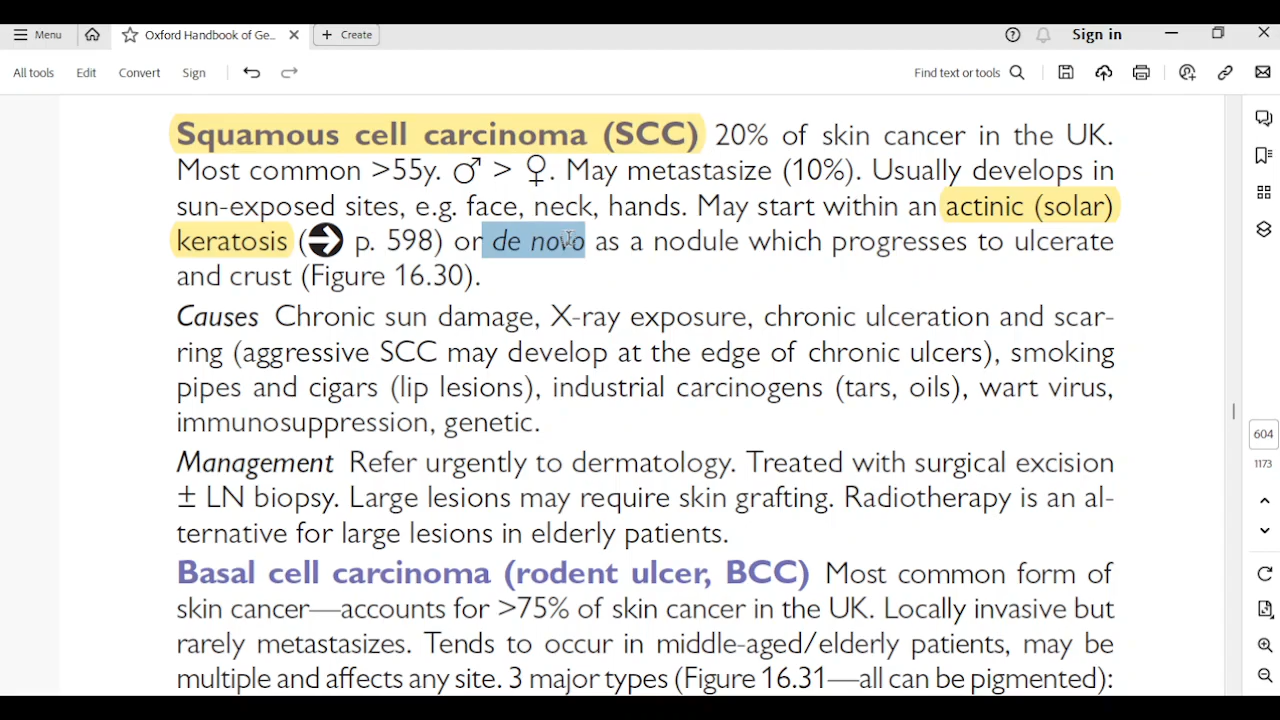 Menu
Oxford Handbook of Ge...
Create
Sign in
All tools
Edit
Convert
Sign
Find text or tools
Squamous cell carcinoma (SCC) 20% of skin cancer in the UK.
Most common >55y. ♂ > ♀. May metastasize (10%). Usually develops in
sun-exposed sites, e.g. face, neck, hands. May start within an actinic (solar)
keratosis (➔ p. 598) or de novo as a nodule which progresses to ulcerate
and crust (Figure 16.30).
Causes Chronic sun damage, X-ray exposure, chronic ulceration and scar-
ring (aggressive SCC may develop at the edge of chronic ulcers), smoking
pipes and cigars (lip lesions), industrial carcinogens (tars, oils), wart virus,
immunosuppression, genetic.
Management Refer urgently to dermatology. Treated with surgical excision
± LN biopsy. Large lesions may require skin grafting. Radiotherapy is an al-
ternative for large lesions in elderly patients.
Basal cell carcinoma (rodent ulcer, BCC) Most common form of
skin cancer—accounts for >75% of skin cancer in the UK. Locally invasive but
rarely metastasizes. Tends to occur in middle-aged/elderly patients, may be
multiple and affects any site. 3 major types (Figure 16.31—all can be pigmented):
604
1173